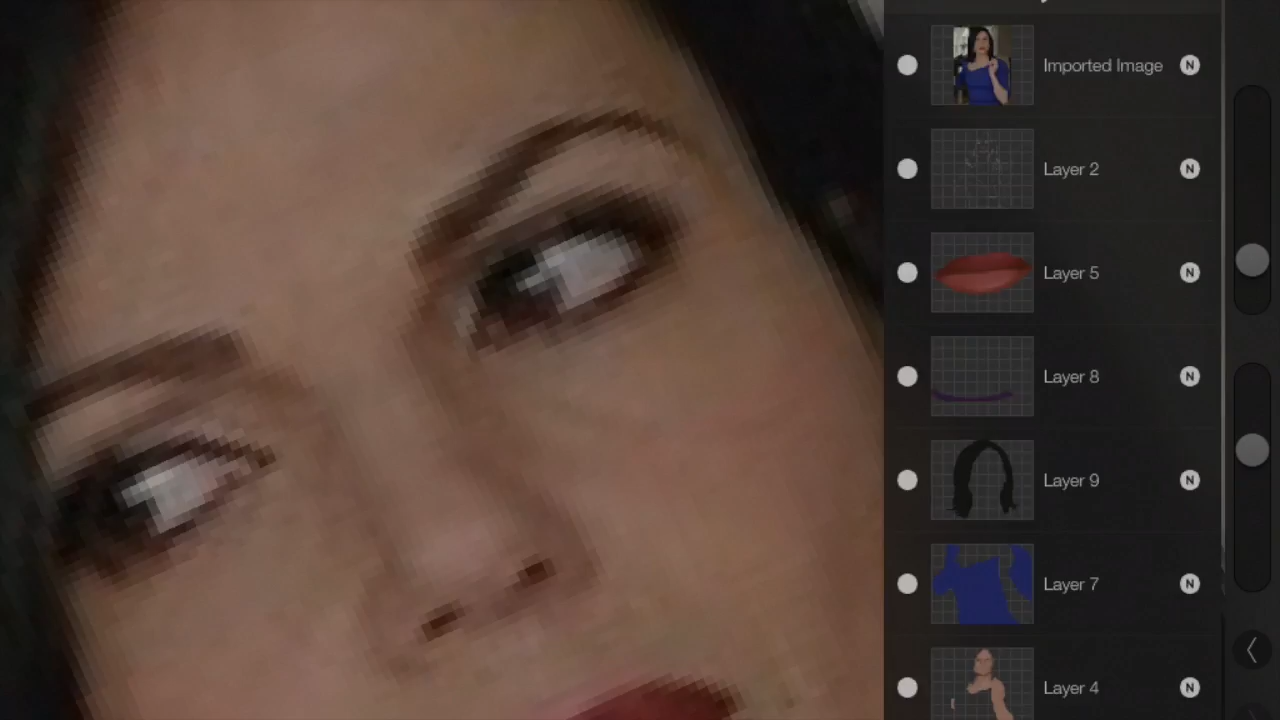 Imported Image N
Layer 2 N
Layer 5 N
Layer 8 N
Layer 9 N
Layer 7 N
Layer 4 N